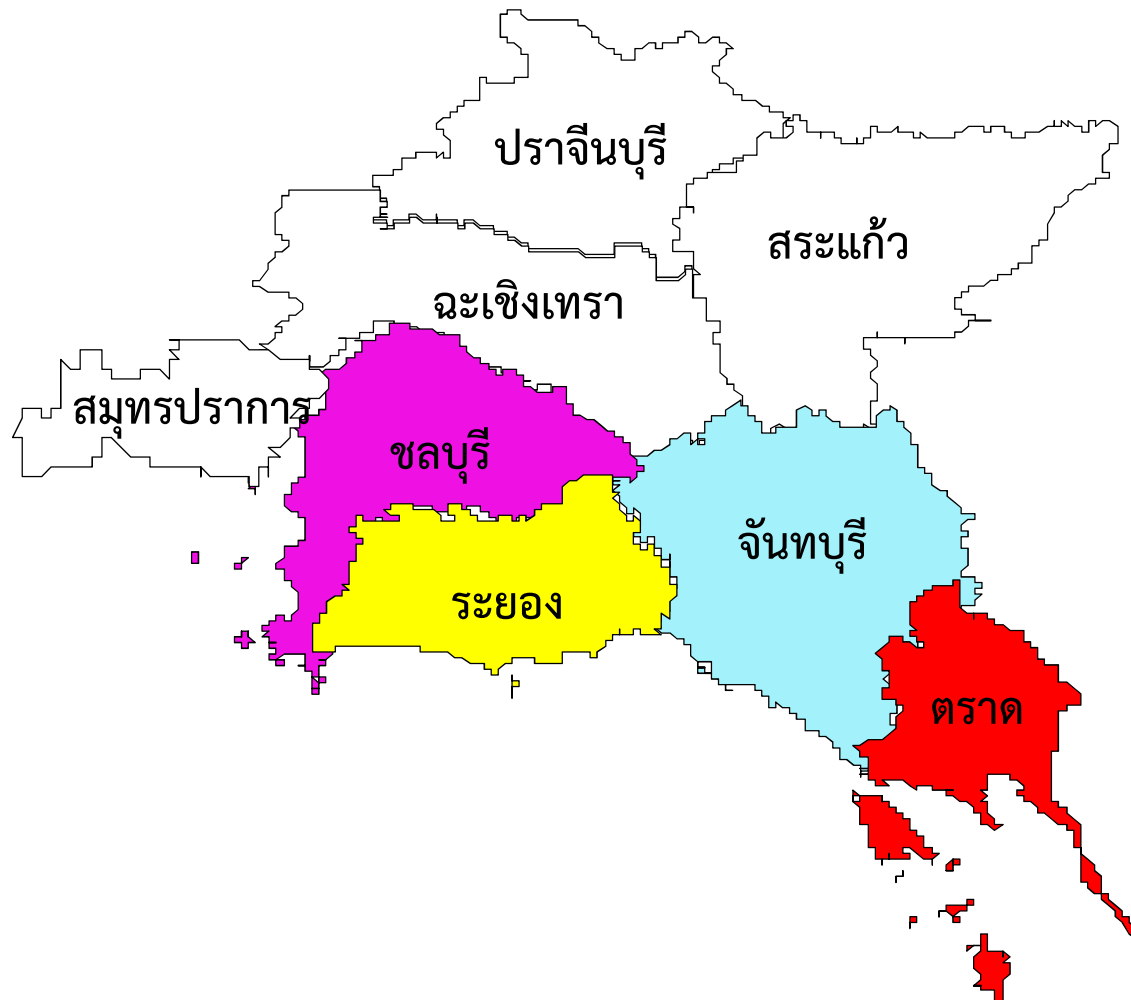 ปราจีนบุรี
สระแก้ว
ฉะเชิงเทรา
สมุทรปราการ
ชลบุรี
จันทบุรี
ระยอง
ตราด